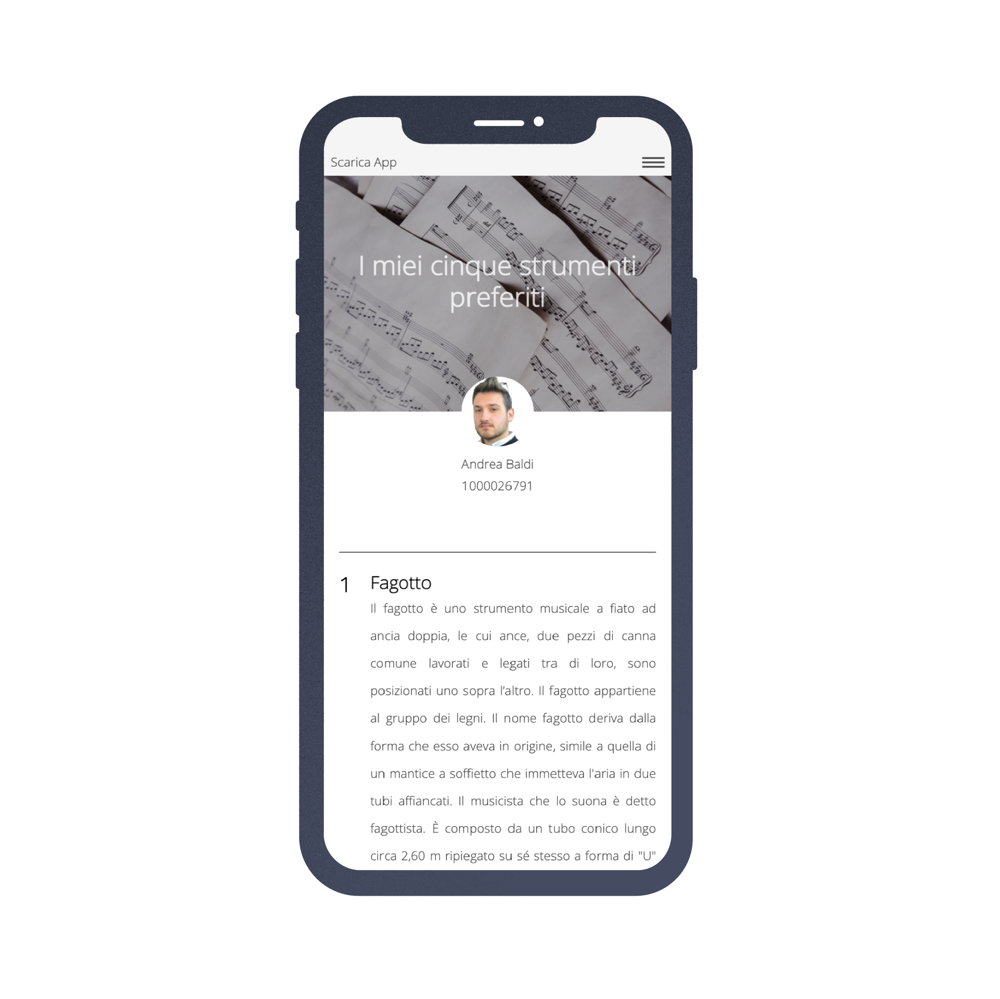 Scarica App
I miei cinque strumenti
preferiti
Andrea Baldi
1000026791
1
Fagotto
Il fagotto è uno strumento musicale a fiato ad
ancia doppia, le cui ance, due pezzi di canna
comune lavorati e legati tra di loro, sono
posizionati uno sopra l’altro. Il fagotto appartiene
al gruppo dei legni. Il nome fagotto deriva dalla
forma che esso aveva in origine, simile a quella di
un mantice a soffietto che immetteva l'aria in due
tubi affiancati. Il musicista che lo suona è detto
fagottista. È composto da un tubo conico lungo
circa 2,60 m ripiegato su sé stesso a forma di "U"